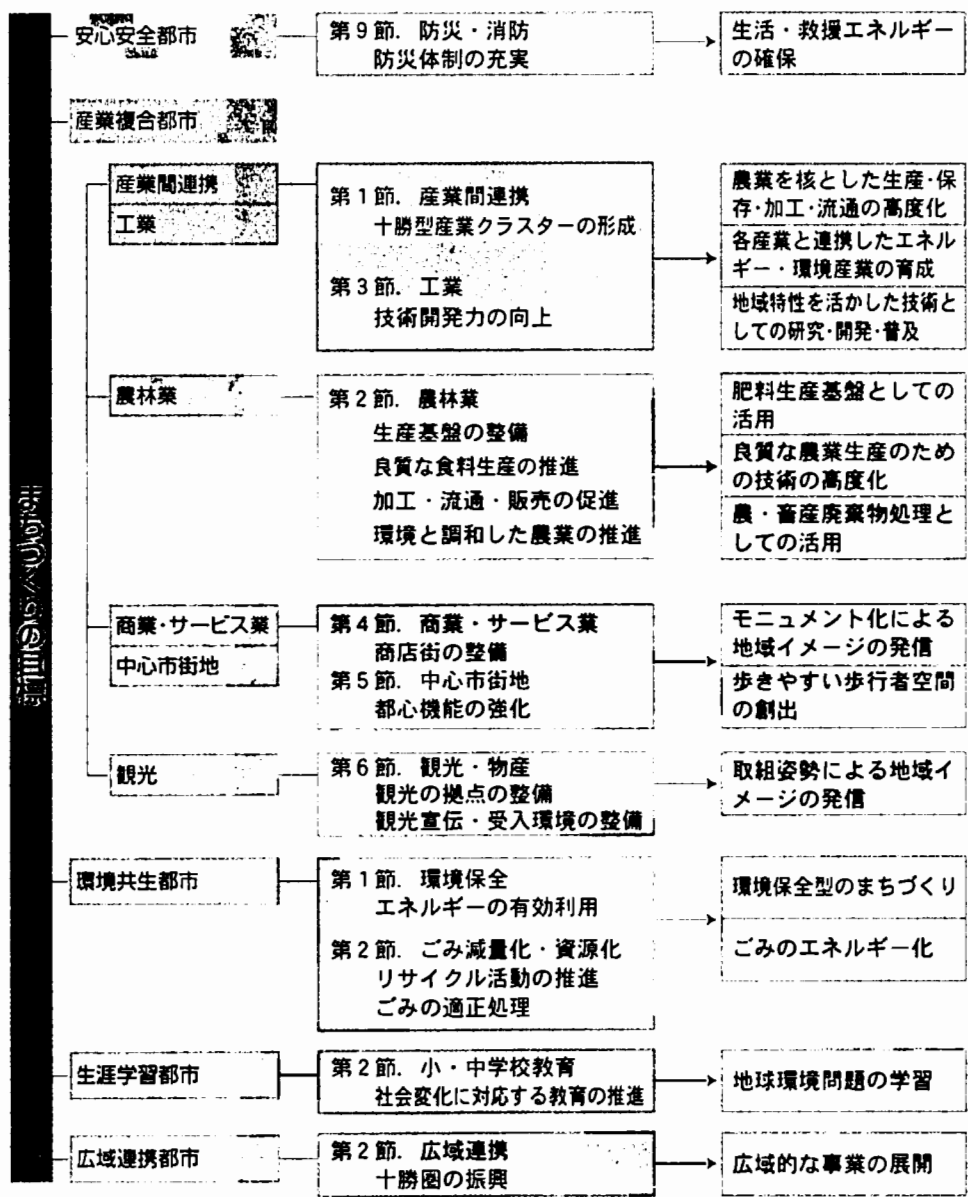 まちづくりの目標
安心安全都市
第9節. 防災・消防
防災体制の充実
生活・救援エネルギー
の確保
産業複合都市
産業間連携
工業
第1節. 産業間連携
十勝型産業クラスターの形成
第3節. 工業
技術開発力の向上
農業を核とした生産・保
存・加工・流通の高度化
各産業と連携したエネル
ギー・環境産業の育成
地域特性を活かした技術と
しての研究・開発・普及
農林業
第2節. 農林業
生産基盤の整備
良質な食料生産の推進
加工・流通・販売の促進
環境と調和した農業の推進
肥料生産基盤としての
活用
良質な農業生産のため
の技術の高度化
農・畜産廃棄物処理と
しての活用
商業・サービス業
中心市街地
第4節. 商業・サービス業
商店街の整備
第5節. 中心市街地
都心機能の強化
モニュメント化による
地域イメージの発信
歩きやすい歩行者空間
の創出
観光
第6節. 観光・物産
観光の拠点の整備
観光宣伝・受入環境の整備
取組姿勢による地域イ
メージの発信
環境共生都市
第1節. 環境保全
エネルギーの有効利用
第2節. ごみ減量化・資源化
リサイクル活動の推進
ごみの適正処理
環境保全型のまちづくり
ごみのエネルギー化
生涯学習都市
第2節. 小・中学校教育
社会変化に対応する教育の推進
地球環境問題の学習
広域連携都市
第2節. 広域連携
十勝圏の振興
広域的な事業の展開